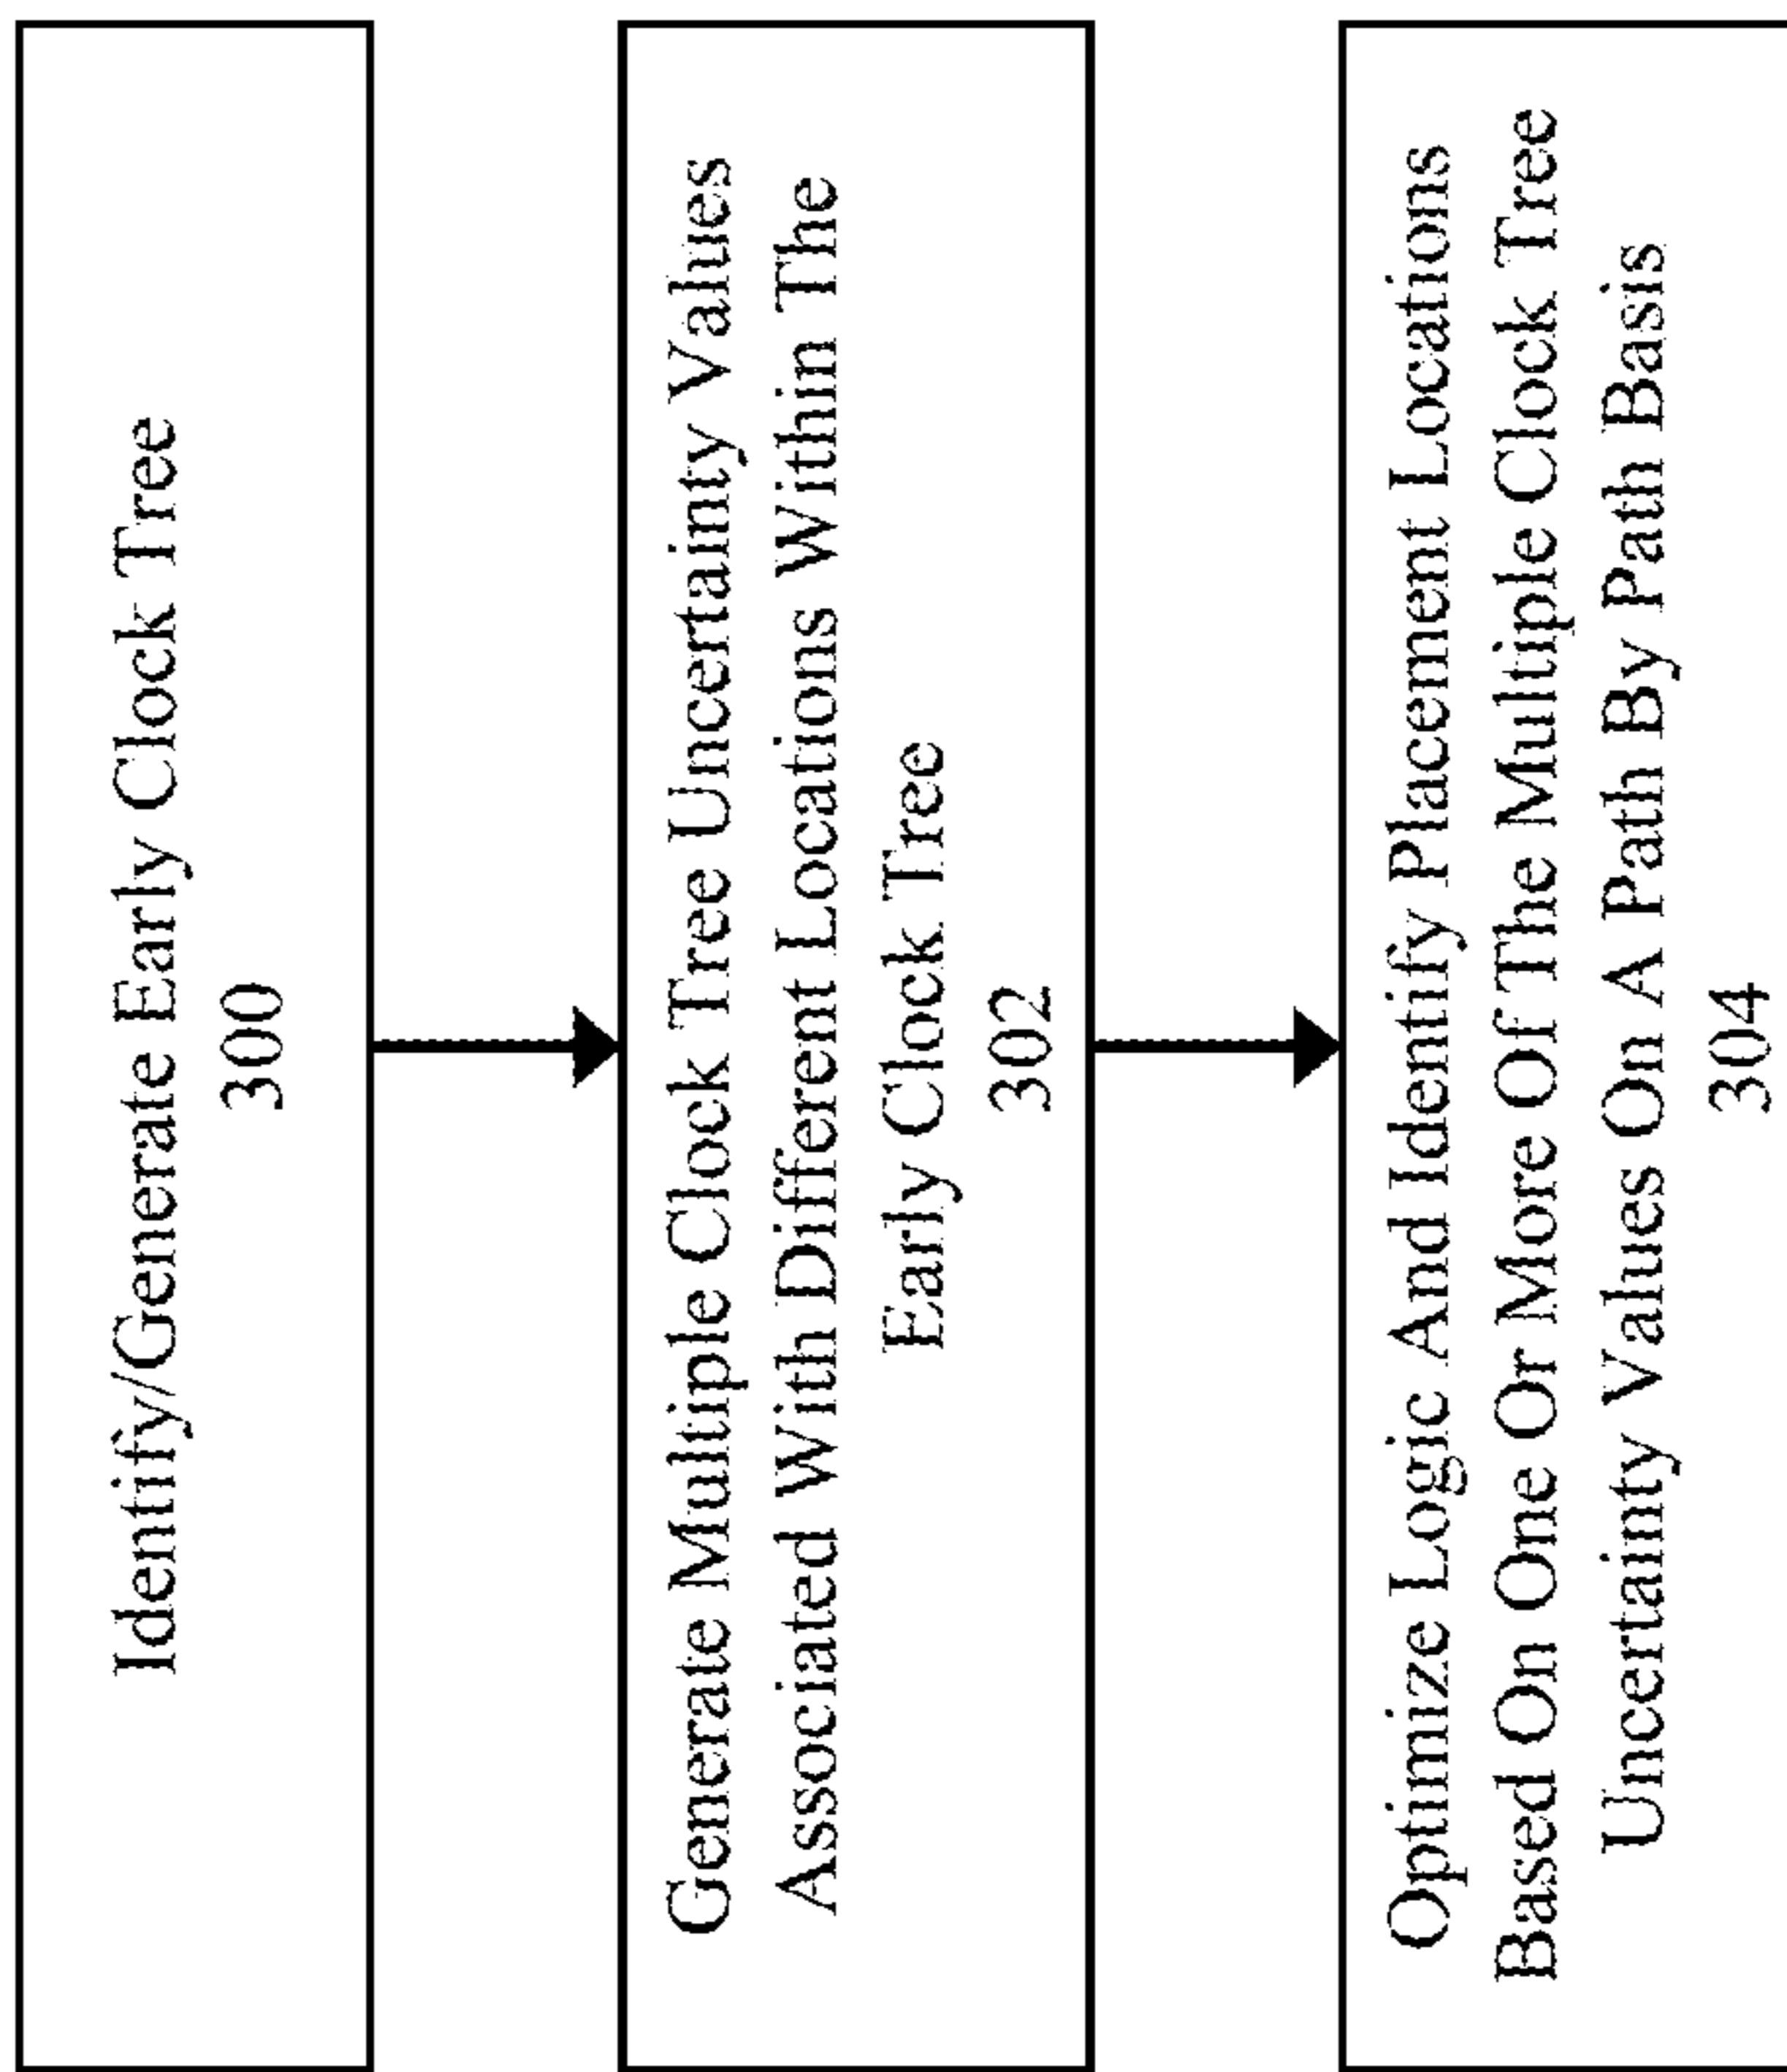 Identify/Generate Early Clock Tree
300
Generate Multiple Clock Tree Uncertainty Values
Associated With Different Locations Within The
Early Clock Tree
302
Optimize Logic And Identify Placement Locations
Based On One Or More Of The Multiple Clock Tree
Uncertainty Values On A Path By Path Basis
304